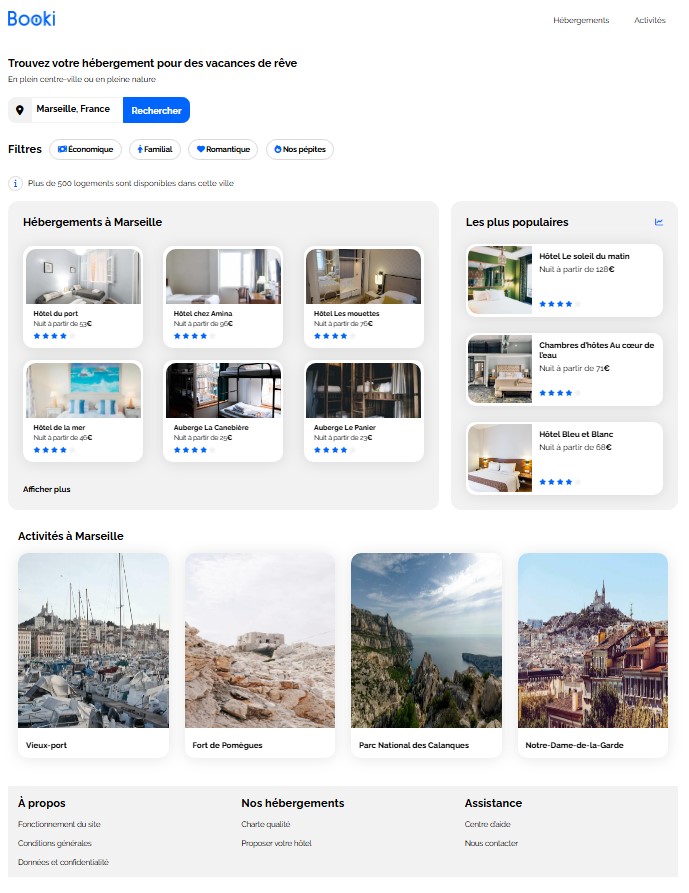 Booki
Hébergements
Activités
Trouvez votre hébergement pour des vacances de rêve
En plein centre-ville ou en pleine nature
Marseille, France
Rechercher
Filtres
Économique
Familial
Romantique
Nos pépites
Plus de 500 logements sont disponibles dans cette ville
Hébergements à Marseille
Hôtel du port
Nuit à partir de 53€
Hôtel chez Amina
Nuit à partir de 96€
Hôtel Les mouettes
Nuit à partir de 76€
Hôtel de la mer
Nuit à partir de 46€
Auberge La Canebière
Nuit à partir de 25€
Auberge Le Panier
Nuit à partir de 23€
Afficher plus
Les plus populaires
Hôtel Le soleil du matin
Nuit à partir de 128€
Chambres d'hôtes Au cœur de
l'eau
Nuit à partir de 71€
Hôtel Bleu et Blanc
Nuit à partir de 68€
Activités à Marseille
Vieux-port
Fort de Pomègues
Parc National des Calanques
Notre-Dame-de-la-Garde
À propos
Fonctionnement du site
Conditions générales
Données et confidentialité
Nos hébergements
Charte qualité
Proposer votre hôtel
Assistance
Centre d'aide
Nous contacter